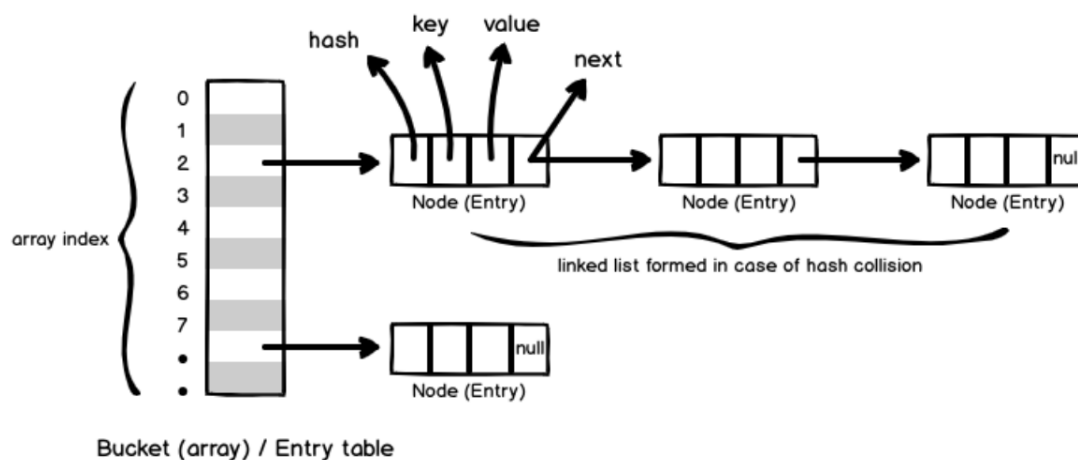 hash
key
value
next
0
1
2
3
4
5
6
7
array index
Node (Entry)
Node (Entry)
nul
Node (Entry)
linked list formed in case of hash collision
null
Node (Entry)
Bucket (array) / Entry table